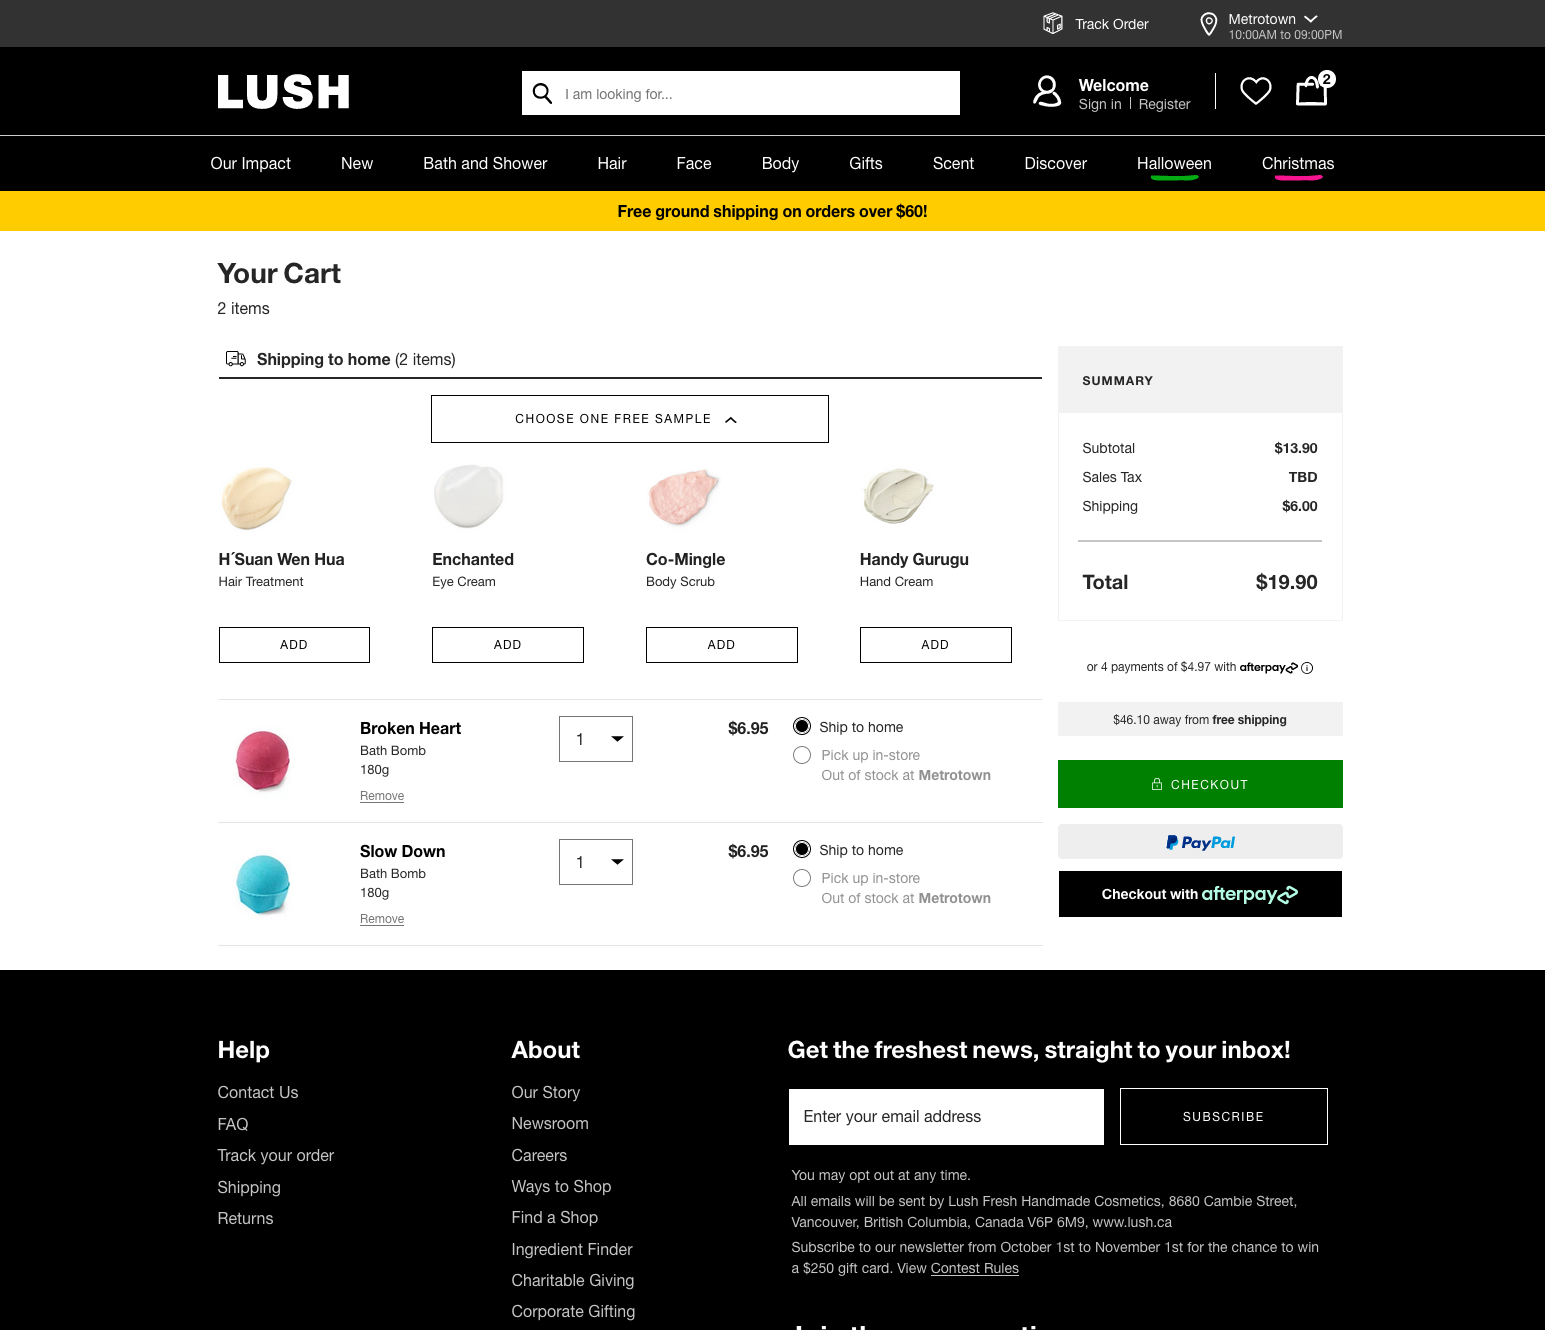 Track Order
Metrotown
10:00AM to 09:00PM
LUSH
I am looking for...
Welcome
Sign in | Register
2
Our Impact New Bath and Shower Hair Face Body Gifts Scent Discover Halloween Christmas
Free ground shipping on orders over $60!
Your Cart
2 items
Shipping to home (2 items)
CHOOSE ONE FREE SAMPLE
H´Suan Wen Hua
Hair Treatment
ADD
Enchanted
Eye Cream
ADD
Co-Mingle
Body Scrub
ADD
Handy Gurugu
Hand Cream
ADD
Broken Heart
Bath Bomb
180g
Remove
1
$6.95
Ship to home
Pick up in-store
Out of stock at Metrotown
Slow Down
Bath Bomb
180g
Remove
1
$6.95
Ship to home
Pick up in-store
Out of stock at Metrotown
SUMMARY
Subtotal $13.90
Sales Tax TBD
Shipping $6.00
Total $19.90
or 4 payments of $4.97 with afterpay
$46.10 away from free shipping
CHECKOUT
PayPal
Checkout with afterpay
Help
Contact Us
FAQ
Track your order
Shipping
Returns
About
Our Story
Newsroom
Careers
Ways to Shop
Find a Shop
Ingredient Finder
Charitable Giving
Corporate Gifting
Get the freshest news, straight to your inbox!
Enter your email address
SUBSCRIBE
You may opt out at any time.
All emails will be sent by Lush Fresh Handmade Cosmetics, 8680 Cambie Street,
Vancouver, British Columbia, Canada V6P 6M9, www.lush.ca
Subscribe to our newsletter from October 1st to November 1st for the chance to win
a $250 gift card. View Contest Rules